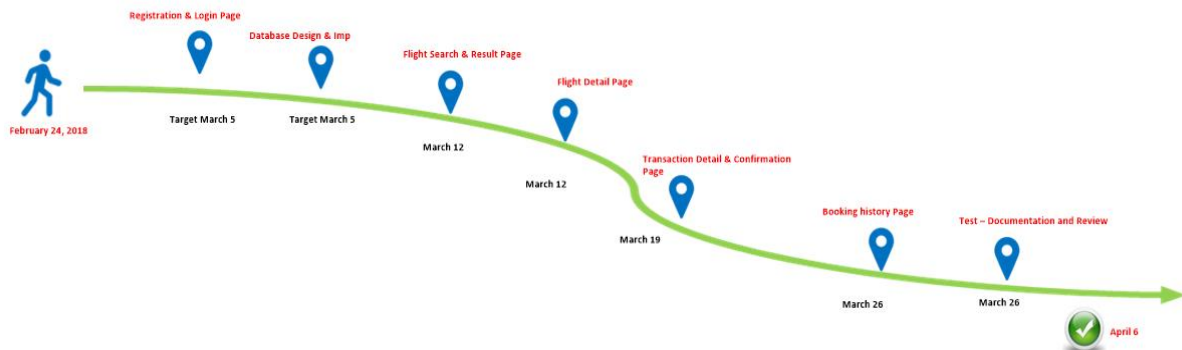 Registration & Login Page
Database Design & Imp
Flight Search & Result Page
Flight Detail Page
February 24, 2018
Target March 5
Target March 5
March 12
March 12
Transaction Detail & Confirmation
Page
Booking history Page
Test – Documentation and Review
March 19
March 26
March 26
April 6